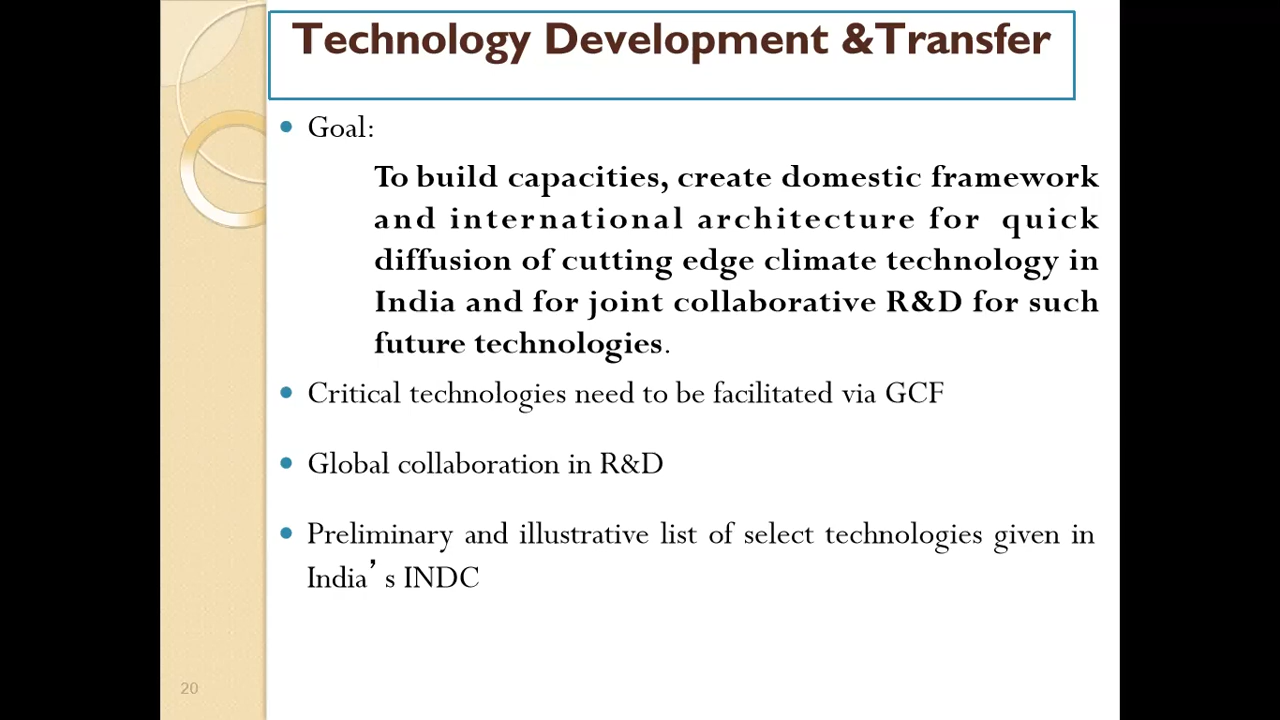 Technology Development &Transfer
Goal:
To build capacities, create domestic framework
and international architecture for quick
diffusion of cutting edge climate technology in
India and for joint collaborative R&D for such
future technologies.
Critical technologies need to be facilitated via GCF
Global collaboration in R&D
Preliminary and illustrative list of select technologies given in
India’s INDC
20